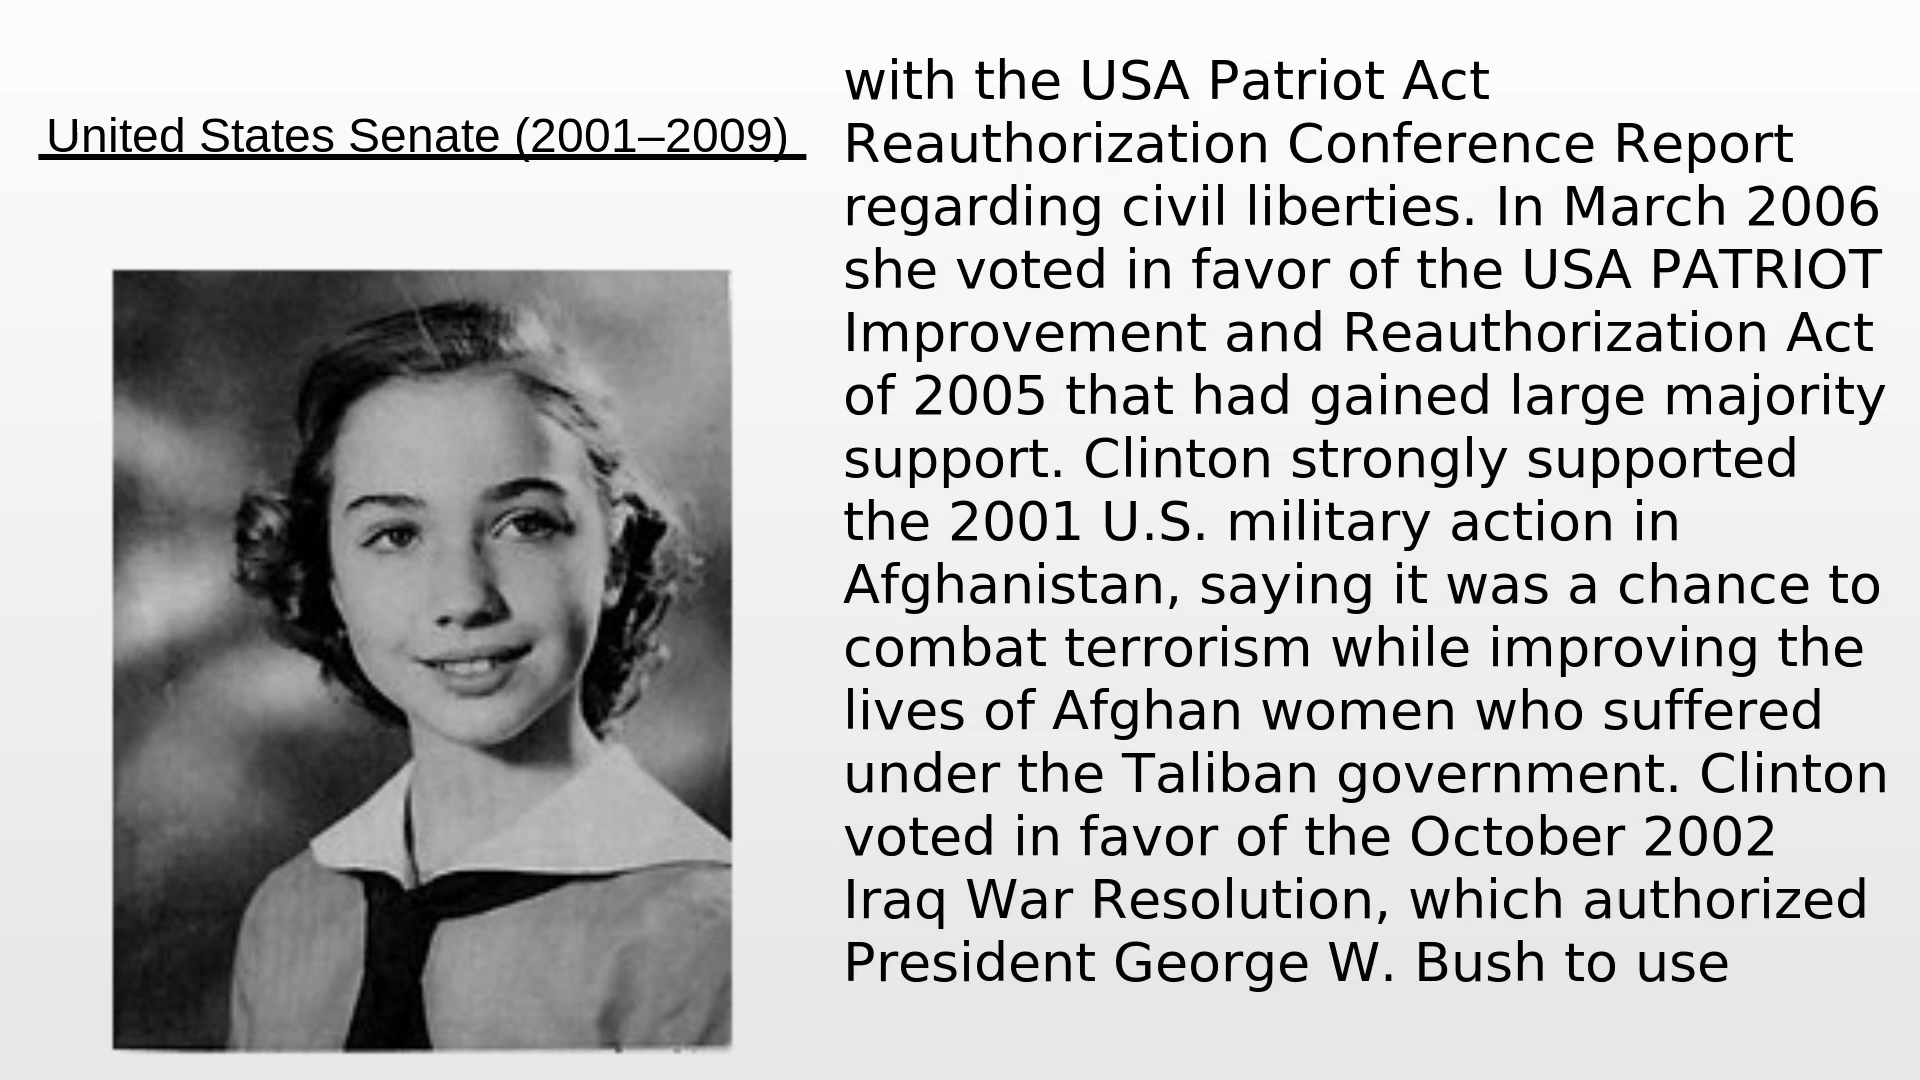 United States Senate (2001–2009)
with the USA Patriot Act
Reauthorization Conference Report
regarding civil liberties. In March 2006
she voted in favor of the USA PATRIOT
Improvement and Reauthorization Act
of 2005 that had gained large majority
support. Clinton strongly supported
the 2001 U.S. military action in
Afghanistan, saying it was a chance to
combat terrorism while improving the
lives of Afghan women who suffered
under the Taliban government. Clinton
voted in favor of the October 2002
Iraq War Resolution, which authorized
President George W. Bush to use